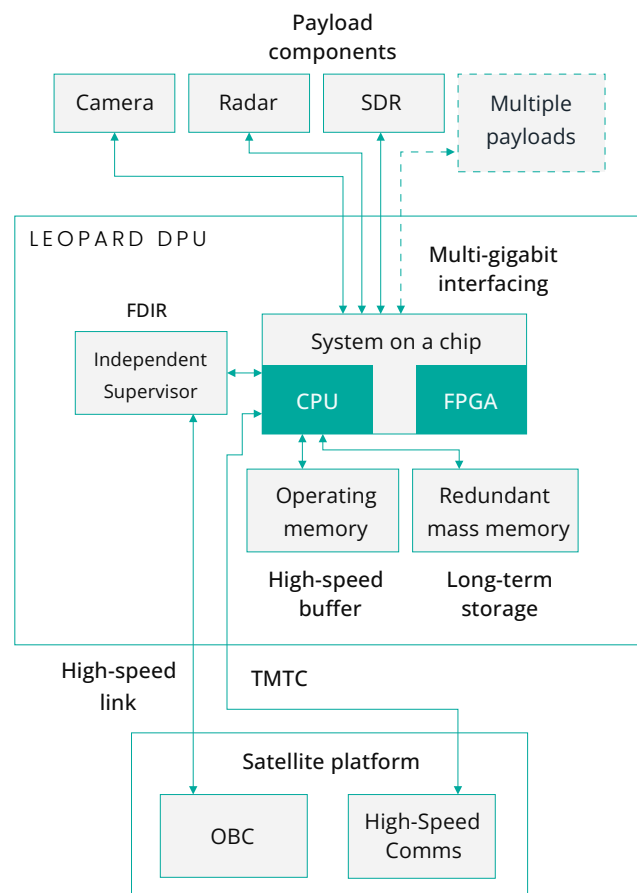 Payload
components
Camera
Radar
SDR
Multiple
payloads
LEOPARD DPU
Multi-gigabit
interfacing
FDIR
Independent
Supervisor
System on a chip
CPU
FPGA
Operating
memory
Redundant
mass memory
High-speed
buffer
Long-term
storage
High-speed
link
TMTC
Satellite platform
OBC
High-Speed
Comms